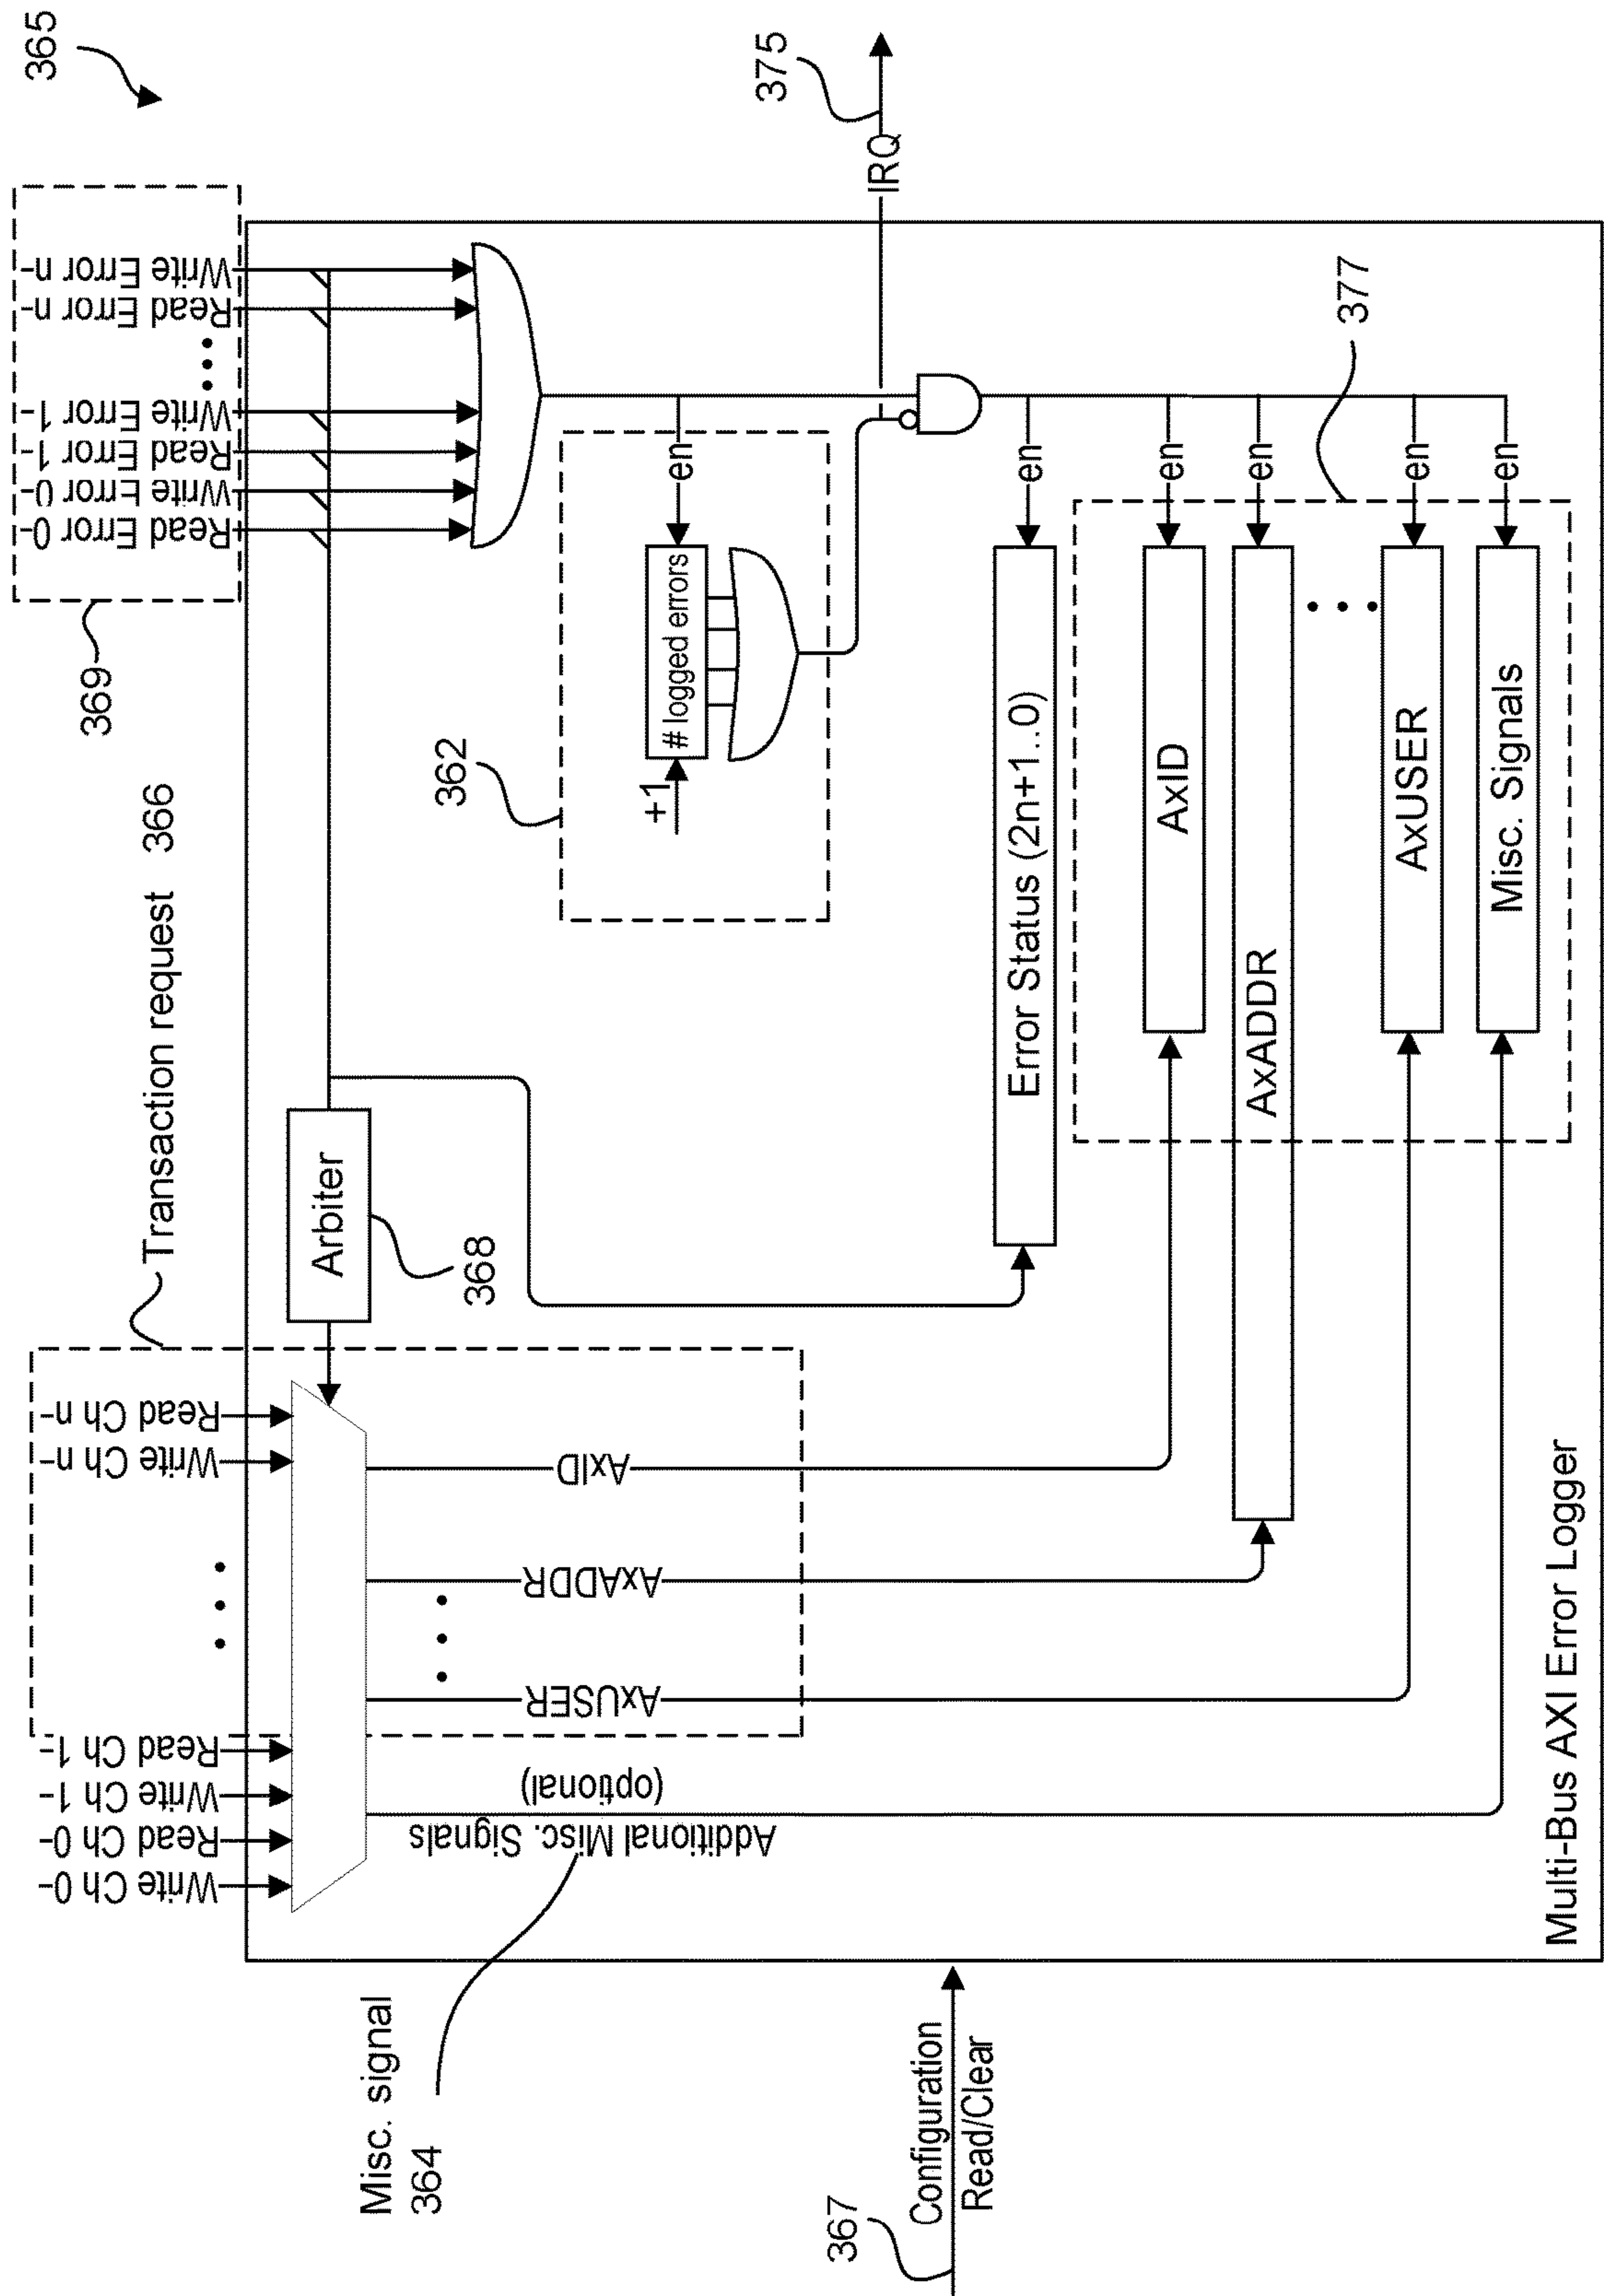 365
369
Read Error 0-
Write Error 0-
Read Error 1-
Write Error 1-
Read Error n-
Write Error n-
Transaction request 366
Write Ch 0-
Read Ch 0-
Write Ch 1-
Read Ch 1-
Write Ch n-
Read Ch n-
Arbiter
368
362
+1
# logged errors
en
IRQ
375
Misc. signal
364
Additional Misc. Signals
(optional)
AxUSER
AxADDR
AxID
367
Configuration
Read/Clear
Error Status (2n+1..0)
en
377
AxID
en
AxADDR
en
AxUSER
en
Misc. Signals
en
Multi-Bus AXI Error Logger